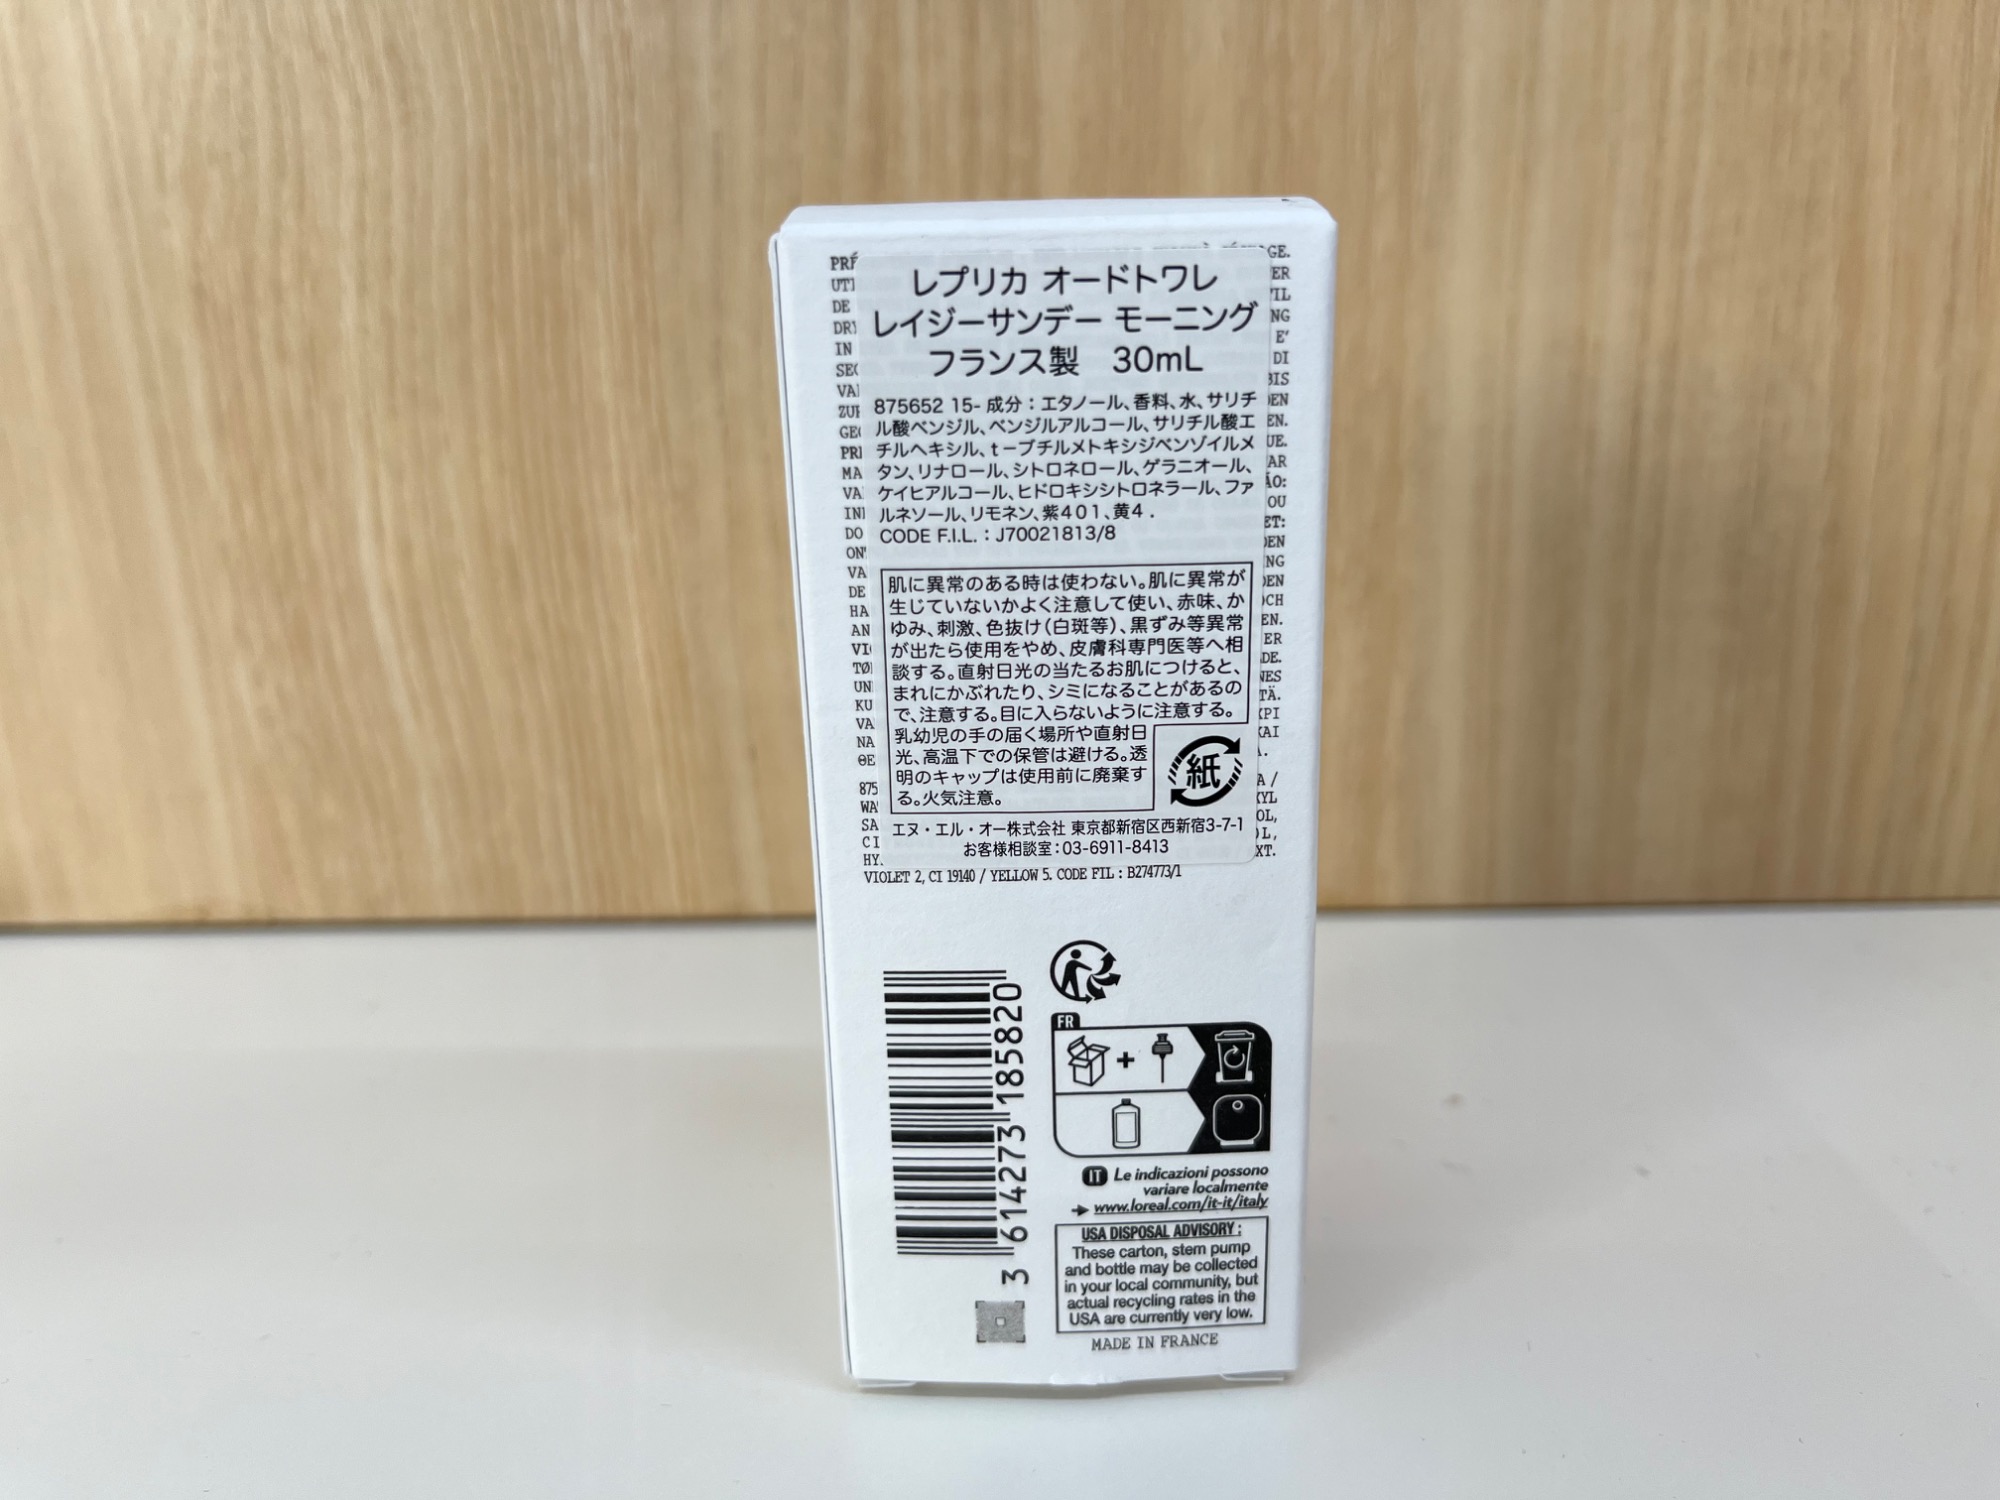 レプリカ オードトワレ
レイジーサンデー モーニング
フランス製 30mL
875652 15- 成分：エタノール、香料、水、サリチ
ル酸ベンジル、ベンジルアルコール、サリチル酸エ
チルヘキシル、t－ブチルメトキシジベンゾイルメ
タン、リナロール、シトロネロール、ゲラニオール、
ケイヒアルコール、ヒドロキシシトロネラール、ファ
ルネソール、リモネン、紫401、黄4．
CODE F.I.L.：J70021813/8
肌に異常のある時は使わない。肌に異常が
生じていないかよく注意して使い、赤味、か
ゆみ、刺激、色抜け（白斑等）、黒ずみ等異常
が出たら使用をやめ、皮膚科専門医等へ相
談する。直射日光の当たるお肌につけると、
まれにかぶれたり、シミになることがあるの
で、注意する。目に入らないように注意する。
乳幼児の手の届く場所や直射日
光、高温下での保管は避ける。透
明のキャップは使用前に廃棄す
る。火気注意。
紙
エヌ・エル・オー株式会社 東京都新宿区西新宿3-7-1
お客様相談室：03-6911-8413
VIOLET 2, CI 19140 / YELLOW 5. CODE FIL : B274773/1
3 614273 185820
FR
+
IT Le indicazioni possono
variare localmente
www.loreal.com/it-it/italy
USA DISPOSAL ADVISORY :
These carton, stem pump
and bottle may be collected
in your local community, but
actual recycling rates in the
USA are currently very low.
MADE IN FRANCE